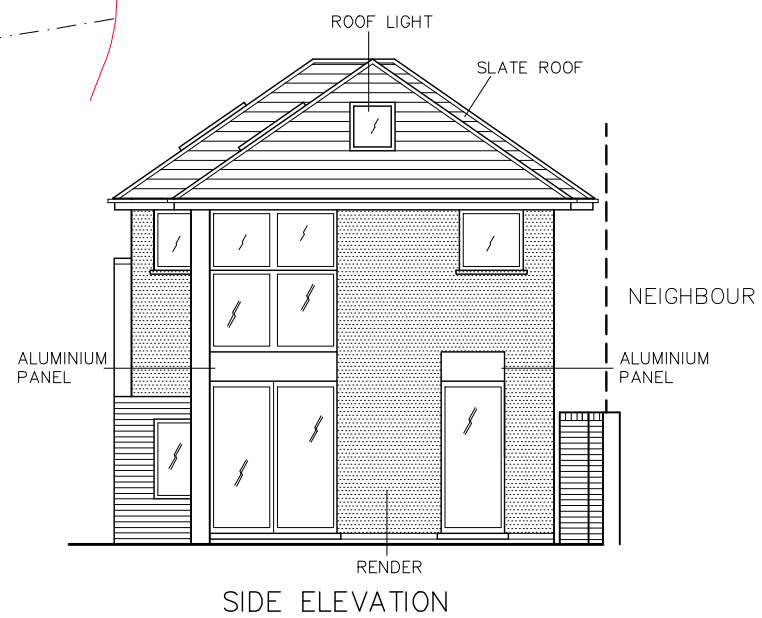 ROOF LIGHT
SLATE ROOF
NEIGHBOUR
ALUMINIUM
PANEL
ALUMINIUM
PANEL
RENDER
SIDE ELEVATION